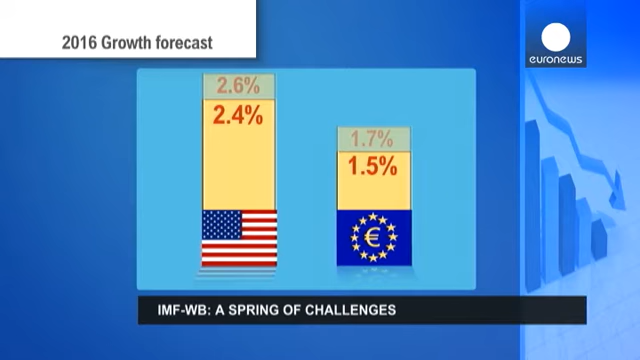 2016 Growth forecast
euronews
2.6%
2.4%
1.7%
1.5%
€
IMF-WB: A SPRING OF CHALLENGES